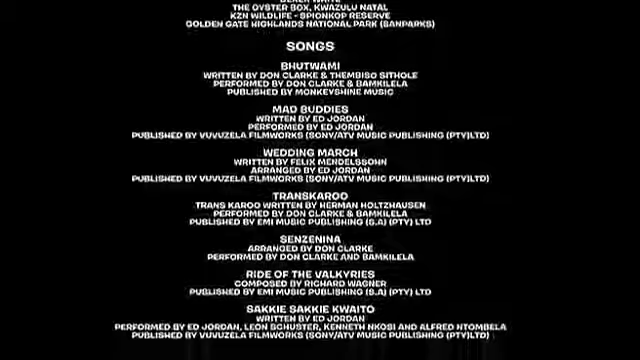 DEREK WHITE
THE OYSTER BOX, KWAZULU NATAL
KZN WILDLIFE - SPIONKOP RESERVE
GOLDEN GATE HIGHLANDS NATIONAL PARK (SANPARKS)
SONGS
BHUTWAMI
WRITTEN BY DON CLARKE & THEMBISO SITHOLE
PERFORMED BY DON CLARKE & BAMKILELA
PUBLISHED BY MONKEYSHINE MUSIC
MAD BUDDIES
WRITTEN BY ED JORDAN
PERFORMED BY ED JORDAN
PUBLISHED BY VUVUZELA FILMWORKS (SONY/ATV MUSIC PUBLISHING (PTY)LTD)
WEDDING MARCH
WRITTEN BY FELIX MENDELSSOHN
ARRANGED BY ED JORDAN
PUBLISHED BY VUVUZELA FILMWORKS (SONY/ATV MUSIC PUBLISHING (PTY)LTD)
TRANSKAROO
TRANS KAROO WRITTEN BY HERMAN HOLTZHAUSEN
PERFORMED BY DON CLARKE & BAMKILELA
PUBLISHED BY EMI MUSIC PUBLISHING (S.A) (PTY) LTD
SENZENINA
ARRANGED BY DON CLARKE
PERFORMED BY DON CLARKE AND BAMKILELA
RIDE OF THE VALKYRIES
COMPOSED BY RICHARD WAGNER
PUBLISHED BY EMI MUSIC PUBLISHING (S.A) (PTY) LTD
SAKKIE SAKKIE KWAITO
WRITTEN BY ED JORDAN
PERFORMED BY ED JORDAN, LEON SCHUSTER, KENNETH NKOSI AND ALFRED NTOMBELA
PUBLISHED BY VUVUZELA FILMWORKS (SONY/ATV MUSIC PUBLISHING (PTY)LTD)